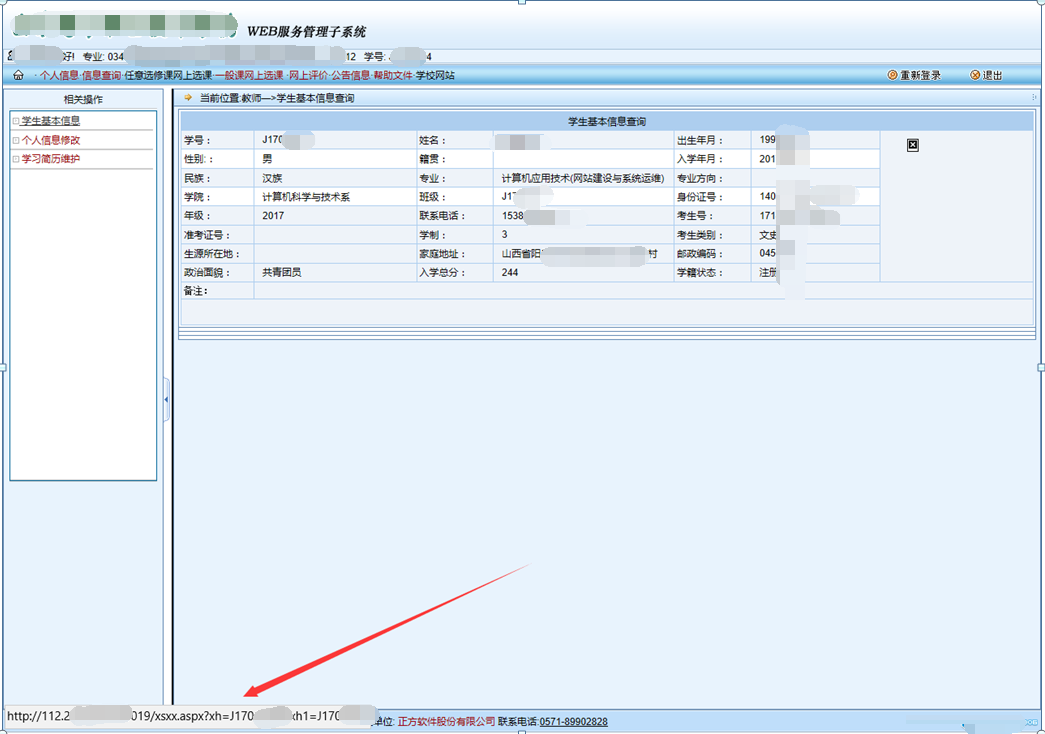 WEB服务管理子系统
好! 专业: 034 12 学号: 4
·个人信息·信息查询·任意选修课网上选课·一般课网上选课·网上评价·公告信息·帮助文件·学校网站 重新登录 退出
相关操作
学生基本信息
个人信息修改
学习简历维护
当前位置:教师—>学生基本信息查询
学生基本信息查询
学号： J170 姓名： 出生年月： 199
性别:： 男 籍贯： 入学年月： 201
民族： 汉族 专业： 计算机应用技术(网站建设与系统运维) 专业方向：
学院： 计算机科学与技术系 班级： J17 身份证号： 140
年级： 2017 联系电话： 1538 考生号： 171
准考证号： 学制： 3 考生类别： 文史
生源所在地： 家庭地址： 山西省阳 村 邮政编码： 045
政治面貌： 共青团员 入学总分： 244 学籍状态： 注册
备注：
http://112.2 019/xsxx.aspx?xh=J170 xh1=J170 单位: 正方软件股份有限公司 联系电话:0571-89902828